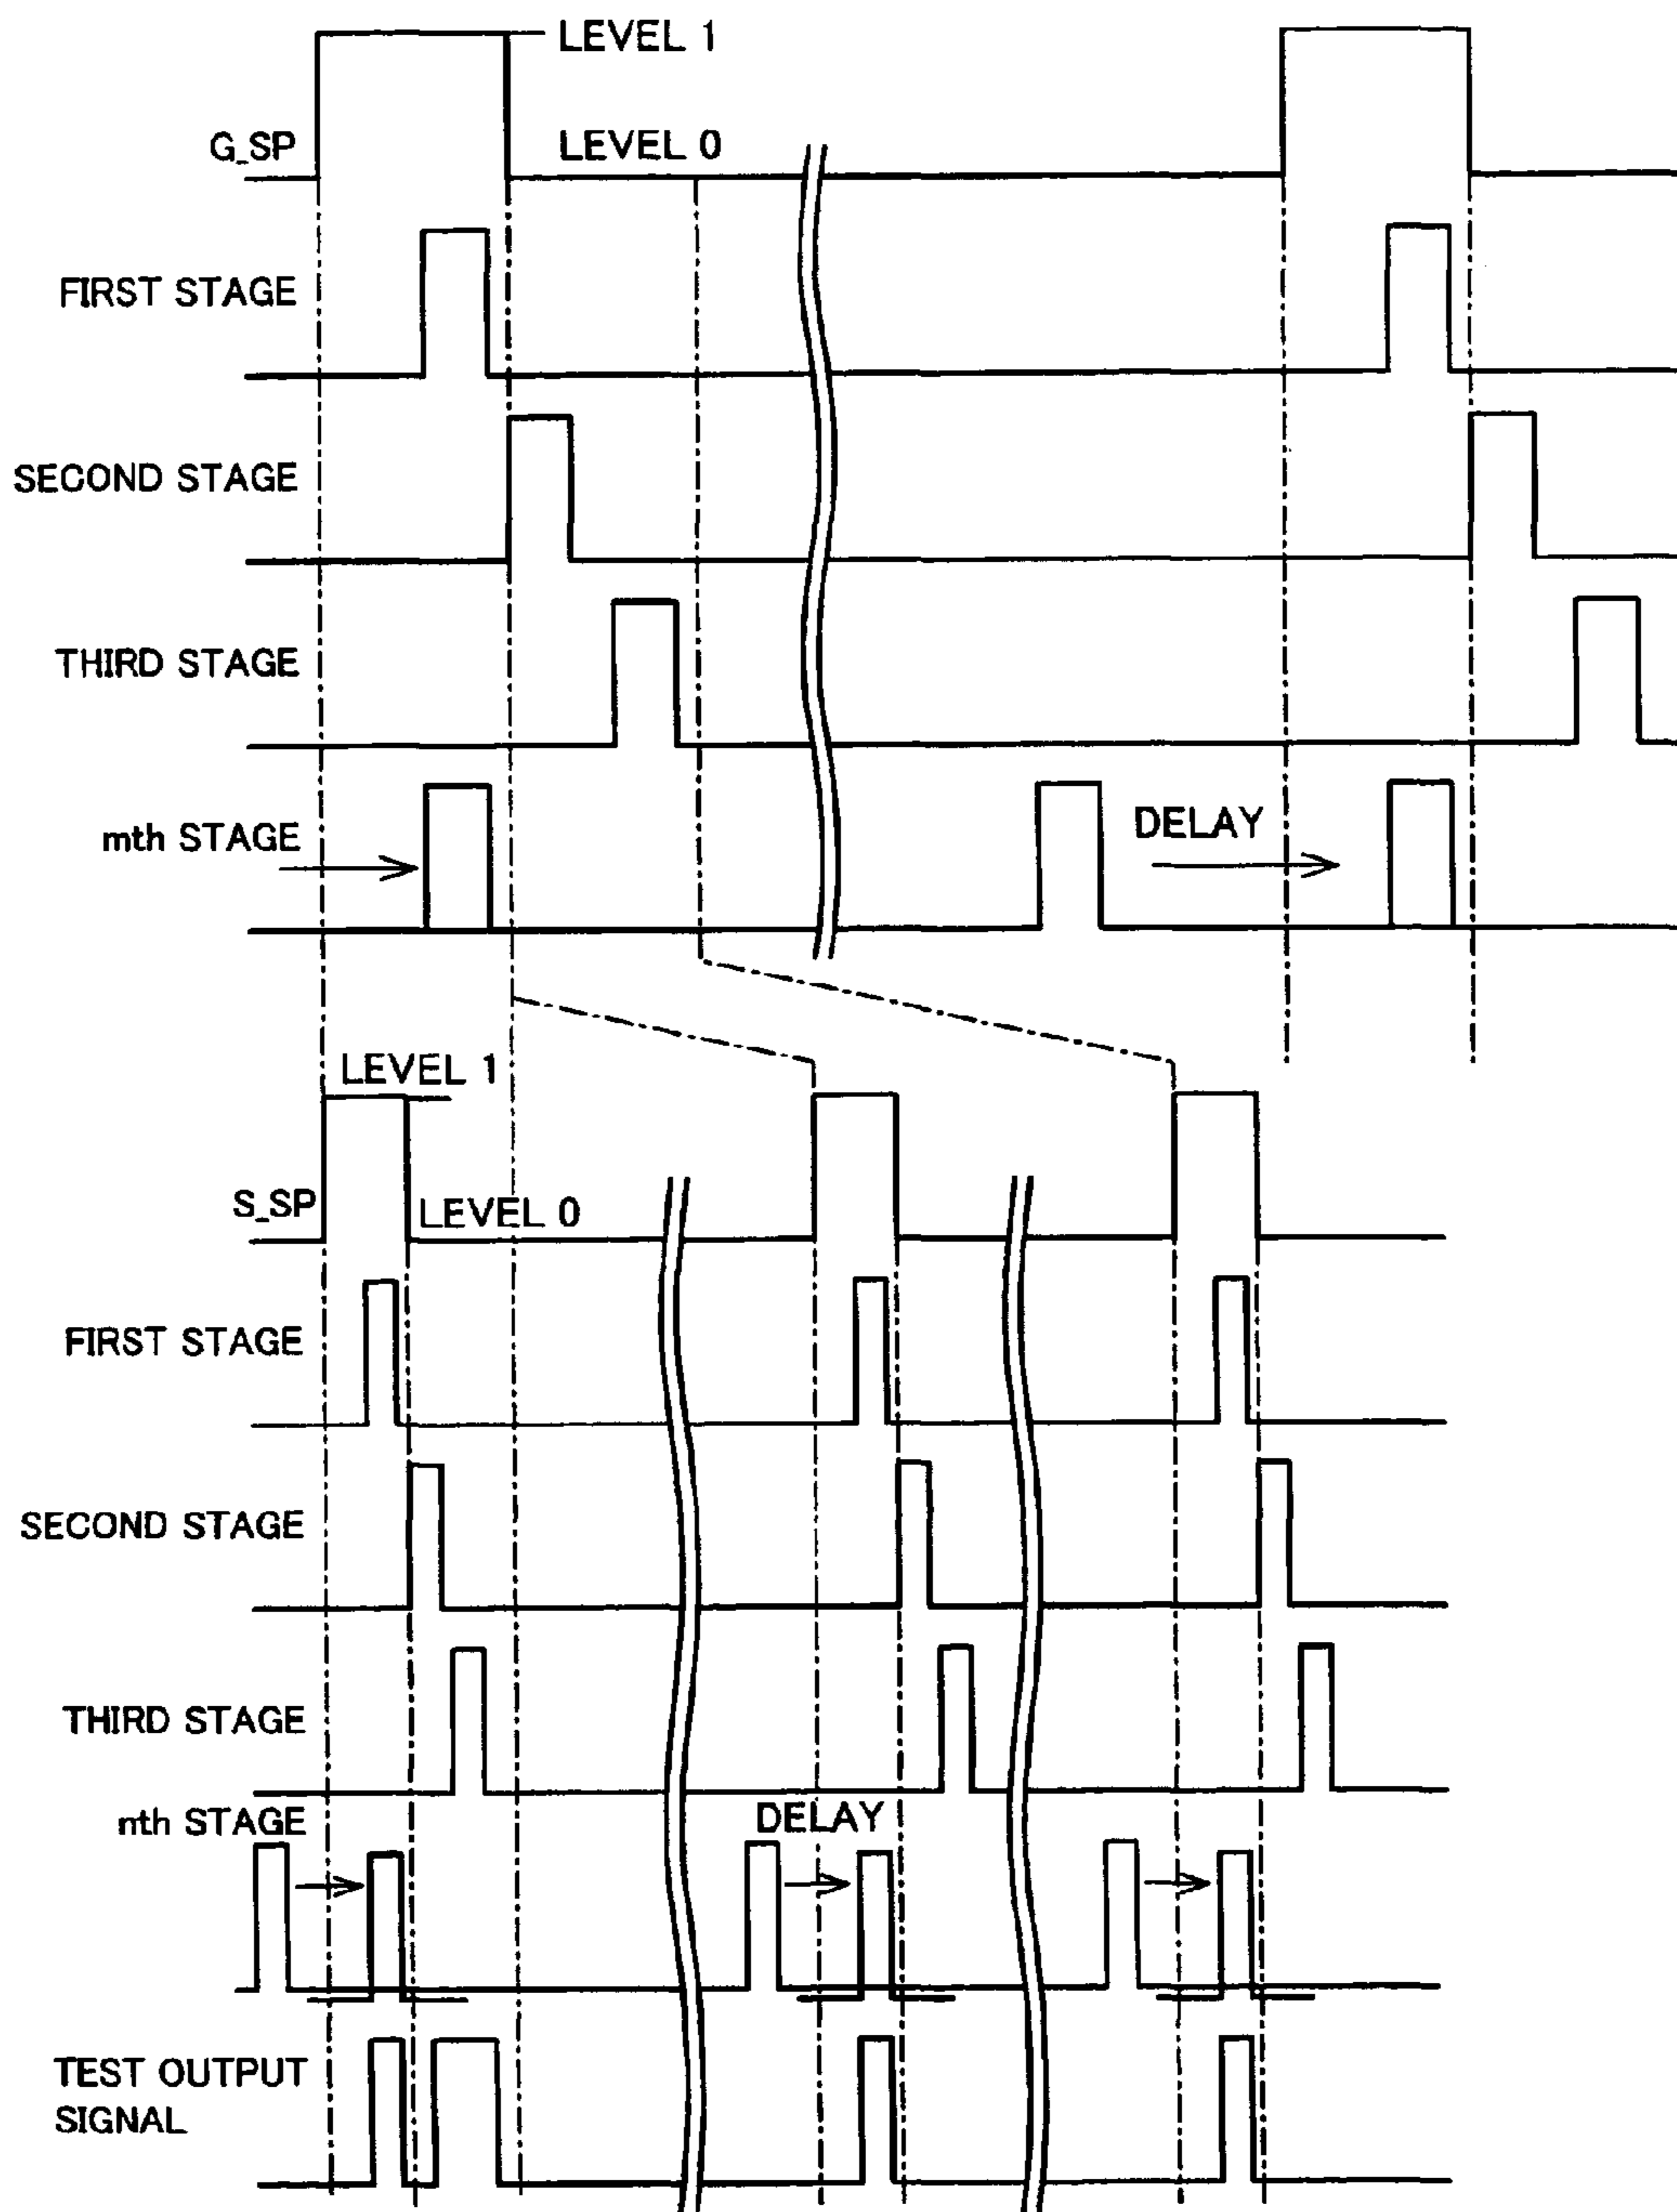 LEVEL 1
G_SP
LEVEL 0
FIRST STAGE
SECOND STAGE
THIRD STAGE
mth STAGE
DELAY
LEVEL 1
S_SP
LEVEL 0
FIRST STAGE
SECOND STAGE
THIRD STAGE
nth STAGE
DELAY
TEST OUTPUT
SIGNAL